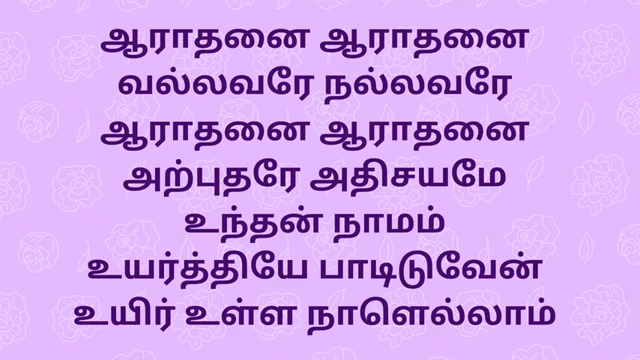 ஆராதனை ஆராதனை
வல்லவரே நல்லவரே
ஆராதனை ஆராதனை
அற்புதரே அதிசயமே
உந்தன் நாமம்
உயர்த்தியே பாடிடுவேன்
உயிர் உள்ள நாளெல்லாம்